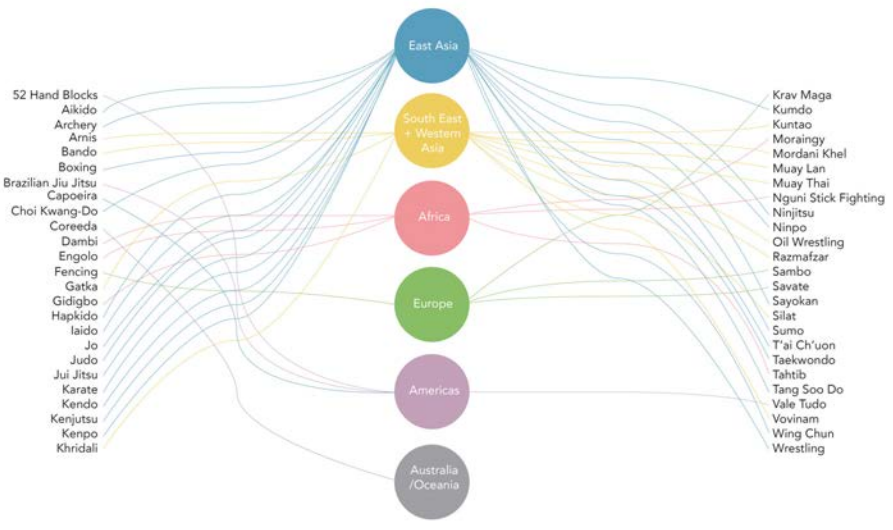 East Asia
South East
+ Western
Asia
Africa
Europe
Americas
Australia
/Oceania
52 Hand Blocks
Aikido
Archery
Arnis
Bando
Boxing
Brazilian Jiu Jitsu
Capoeira
Choi Kwang-Do
Coreeda
Dambi
Engolo
Fencing
Gatka
Gidigbo
Hapkido
Iaido
Jo
Judo
Jui Jitsu
Karate
Kendo
Kenjutsu
Kenpo
Khridali
Krav Maga
Kumdo
Kuntao
Moraingy
Mordani Khel
Muay Lan
Muay Thai
Nguni Stick Fighting
Ninjitsu
Ninpo
Oil Wrestling
Razmafzar
Sambo
Savate
Sayokan
Silat
Sumo
T'ai Ch'uon
Taekwondo
Tahtib
Tang Soo Do
Vale Tudo
Vovinam
Wing Chun
Wrestling